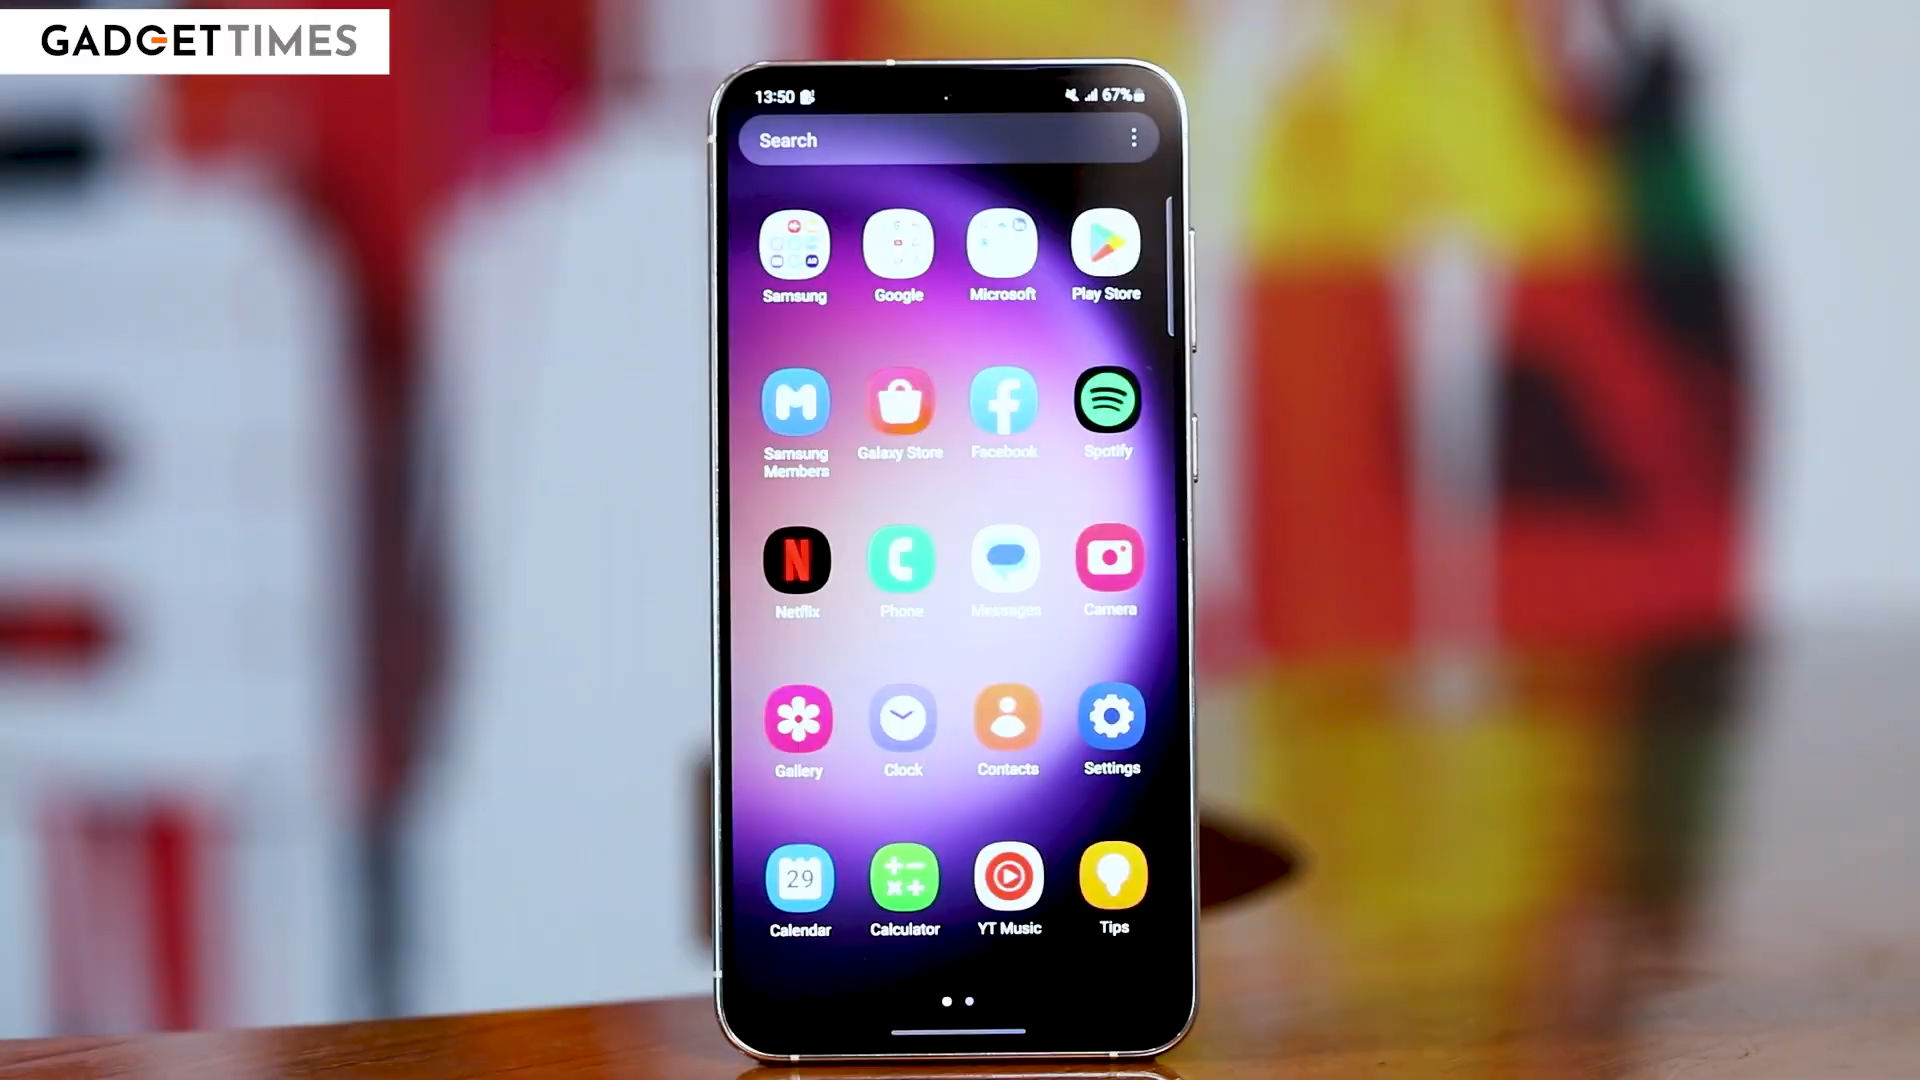 GADGETTIMES
13:50
67%
Search
Samsung
Google
Microsoft
Play Store
Samsung
Members
Galaxy Store
Facebook
Spotify
Netflix
Phone
Messages
Camera
Gallery
Clock
Contacts
Settings
29
Calendar
Calculator
YT Music
Tips